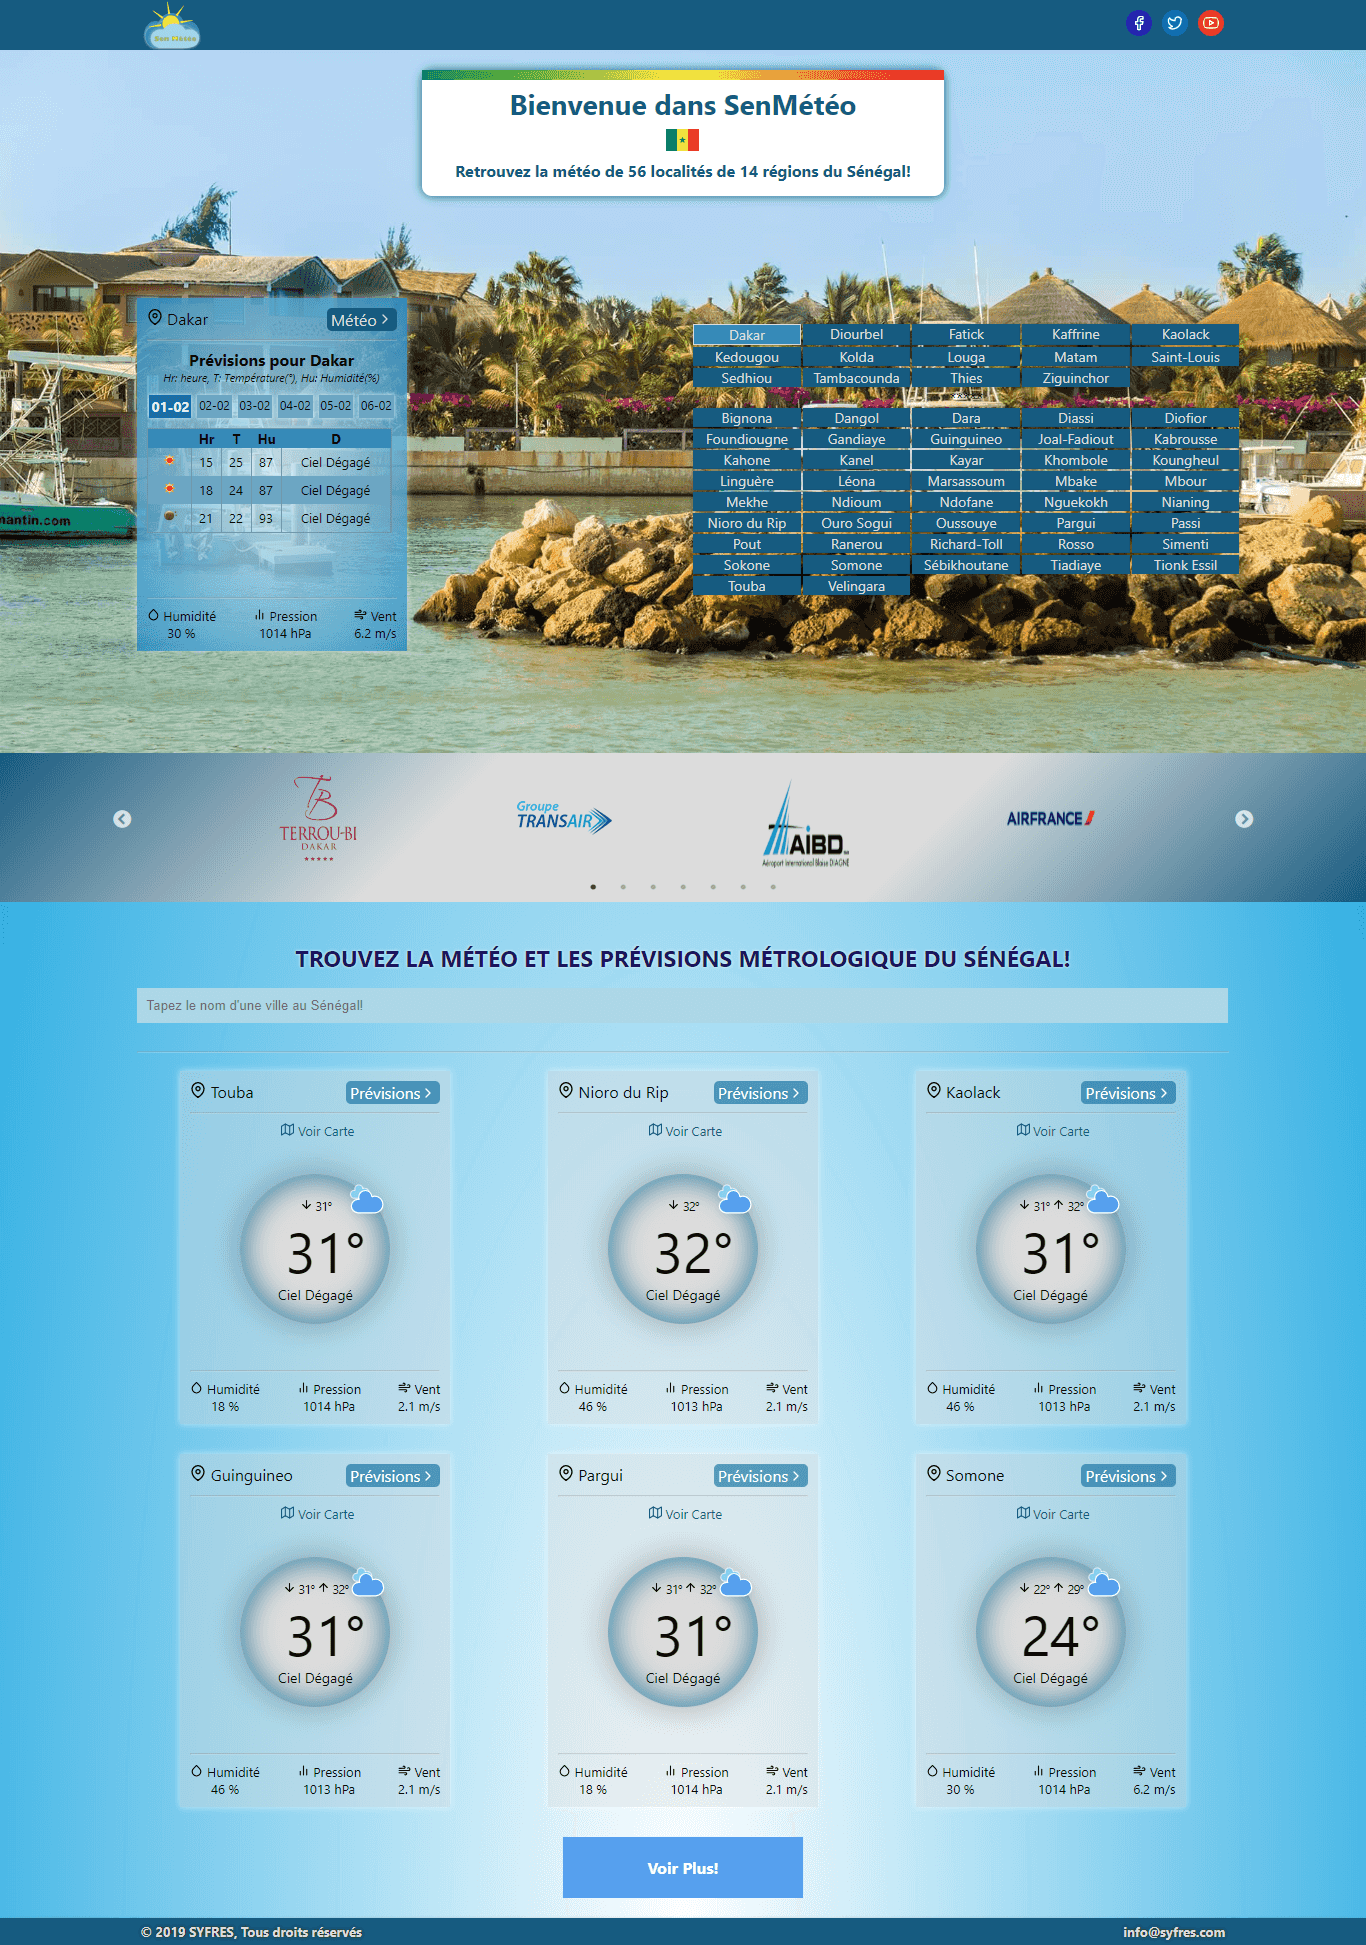 Sen Météo
Bienvenue dans SenMétéo
Retrouvez la météo de 56 localités de 14 régions du Sénégal!
Dakar
Météo
Prévisions pour Dakar
Hr: heure, T: Température(°), Hu: Humidité(%)
01-02 02-02 03-02 04-02 05-02 06-02
Hr T Hu D
15 25 87 Ciel Dégagé
18 24 87 Ciel Dégagé
21 22 93 Ciel Dégagé
Humidité Pression Vent
30 % 1014 hPa 6.2 m/s
mantin.com
Dakar Diourbel Fatick Kaffrine Kaolack
Kedougou Kolda Louga Matam Saint-Louis
Sedhiou Tambacounda Thies Ziguinchor
Bignona Dangol Dara Diassi Diofior
Foundiougne Gandiaye Guinguineo Joal-Fadiout Kabrousse
Kahone Kanel Kayar Khombole Koungheul
Linguère Léona Marsassoum Mbake Mbour
Mekhe Ndioum Ndofane Nguekokh Nianing
Nioro du Rip Ouro Sogui Oussouye Pargui Passi
Pout Ranerou Richard-Toll Rosso Simenti
Sokone Somone Sébikhoutane Tiadiaye Tionk Essil
Touba Velingara
TB
TERROU-BI
DAKAR
Groupe
TRANSAIR
AIBD
Aéroport International Blaise DIAGNE
AIRFRANCE
TROUVEZ LA MÉTÉO ET LES PRÉVISIONS MÉTROLOGIQUE DU SÉNÉGAL!
Tapez le nom d'une ville au Sénégal!
Touba Prévisions
Voir Carte
31°
31°
Ciel Dégagé
Humidité Pression Vent
18 % 1014 hPa 2.1 m/s
Nioro du Rip Prévisions
Voir Carte
32°
32°
Ciel Dégagé
Humidité Pression Vent
46 % 1013 hPa 2.1 m/s
Kaolack Prévisions
Voir Carte
31° 32°
31°
Ciel Dégagé
Humidité Pression Vent
46 % 1013 hPa 2.1 m/s
Guinguineo Prévisions
Voir Carte
31° 32°
31°
Ciel Dégagé
Humidité Pression Vent
46 % 1013 hPa 2.1 m/s
Pargui Prévisions
Voir Carte
31° 32°
31°
Ciel Dégagé
Humidité Pression Vent
18 % 1014 hPa 2.1 m/s
Somone Prévisions
Voir Carte
22° 29°
24°
Ciel Dégagé
Humidité Pression Vent
30 % 1014 hPa 6.2 m/s
Voir Plus!
© 2019 SYFRES, Tous droits réservés
info@syfres.com